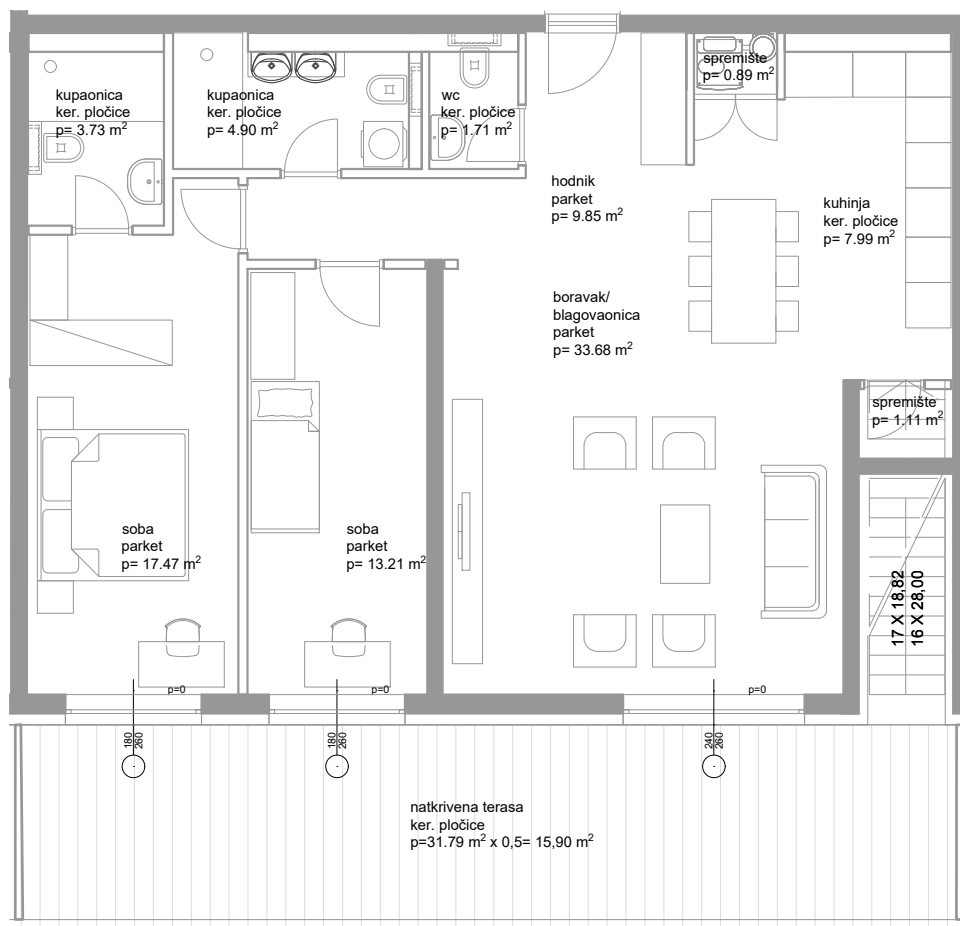 kupaonica
ker. pločice
p= 3.73 m²
kupaonica
ker. pločice
p= 4.90 m²
wc
ker. pločice
p= 1.71 m²
spremište
p= 0.89 m²
hodnik
parket
p= 9.85 m²
kuhinja
ker. pločice
p= 7.99 m²
boravak/
blagovaonica
parket
p= 33.68 m²
spremište
p= 1.11 m²
soba
parket
p= 17.47 m²
soba
parket
p= 13.21 m²
17 X 18,82
16 X 28,00
p=0
p=0
p=0
180
260
180
260
240
260
natkrivena terasa
ker. pločice
p=31.79 m² x 0,5= 15,90 m²